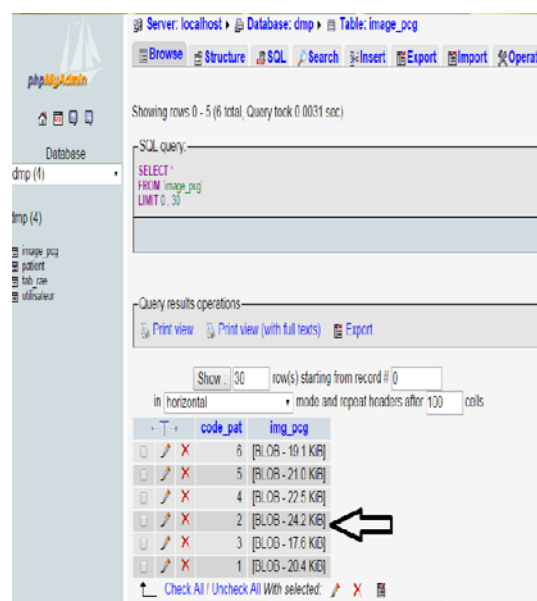 Server: localhost ▸ Database: dmp ▸ Table: image_pcg
Browse Structure SQL Search Insert Export Import Operat
phpMyAdmin
Showing rows 0 - 5 (6 total, Query took 0.0031 sec)
Database
dmp (4)
SQL query:
SELECT *
FROM `image_pcg`
LIMIT 0 , 30
dmp (4)
image_pcg
patient
tab_rae
utilisateur
Query results operations
Print view Print view (with full texts) Export
Show : 30 row(s) starting from record # 0
in horizontal mode and repeat headers after 100 cells
←T→ code_pat img_pcg
6 [BLOB - 19.1 KiB]
5 [BLOB - 21.0 KiB]
4 [BLOB - 22.5 KiB]
2 [BLOB - 24.2 KiB]
3 [BLOB - 17.6 KiB]
1 [BLOB - 20.4 KiB]
Check All / Uncheck All With selected: